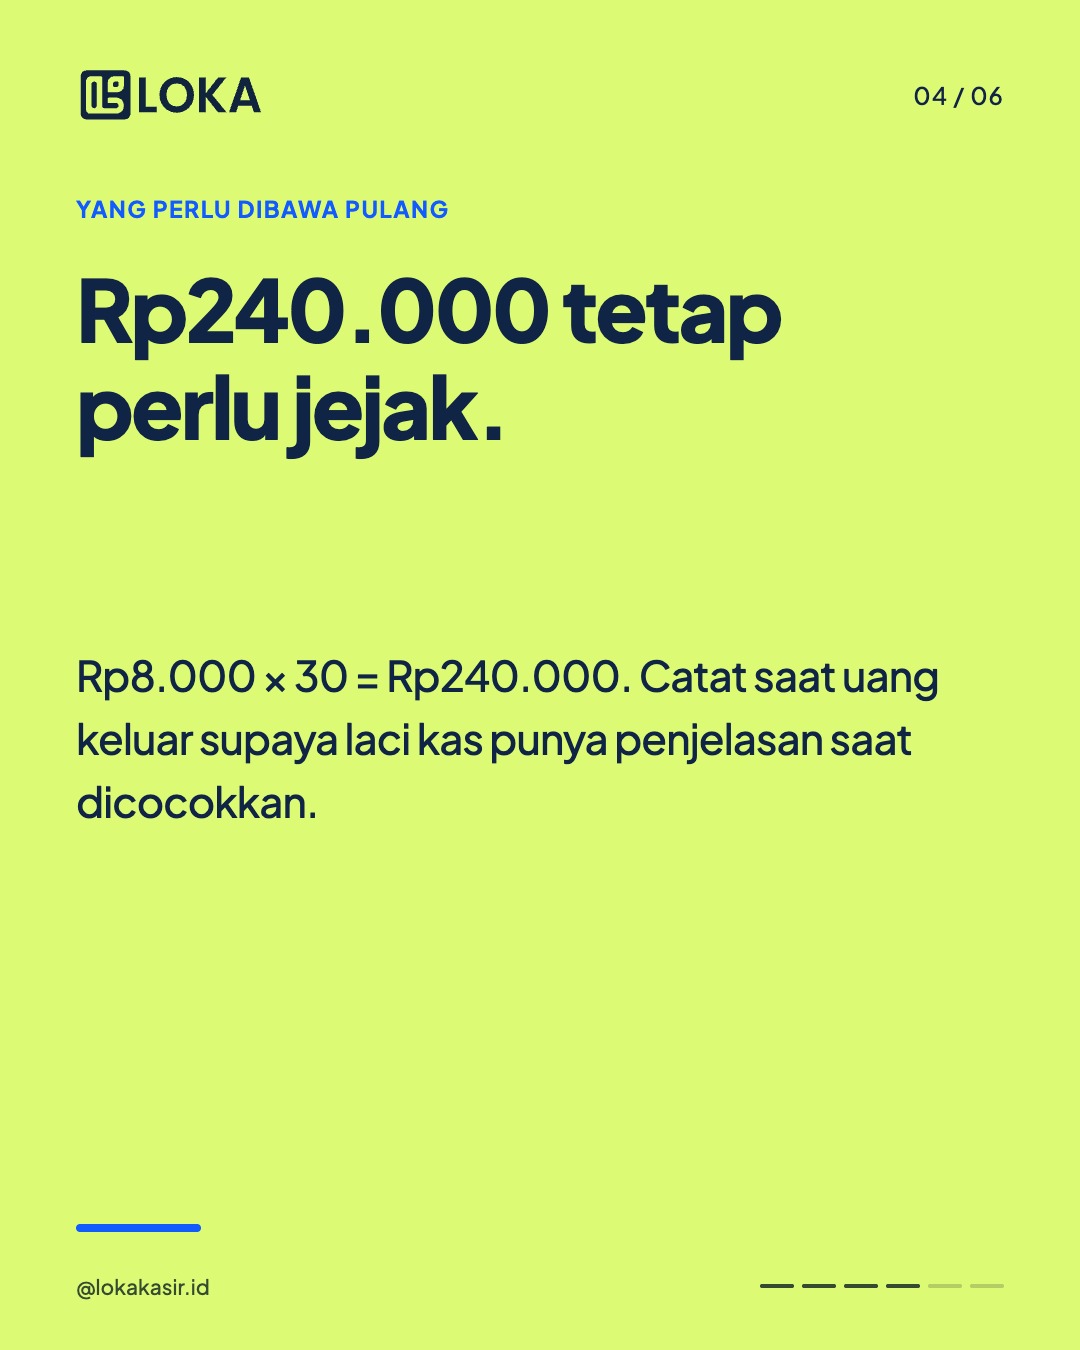 LOKA
04 / 06
YANG PERLU DIBAWA PULANG
Rp240.000 tetap
perlu jejak.
Rp8.000 × 30 = Rp240.000. Catat saat uang
keluar supaya laci kas punya penjelasan saat
dicocokkan.
@lokakasir.id